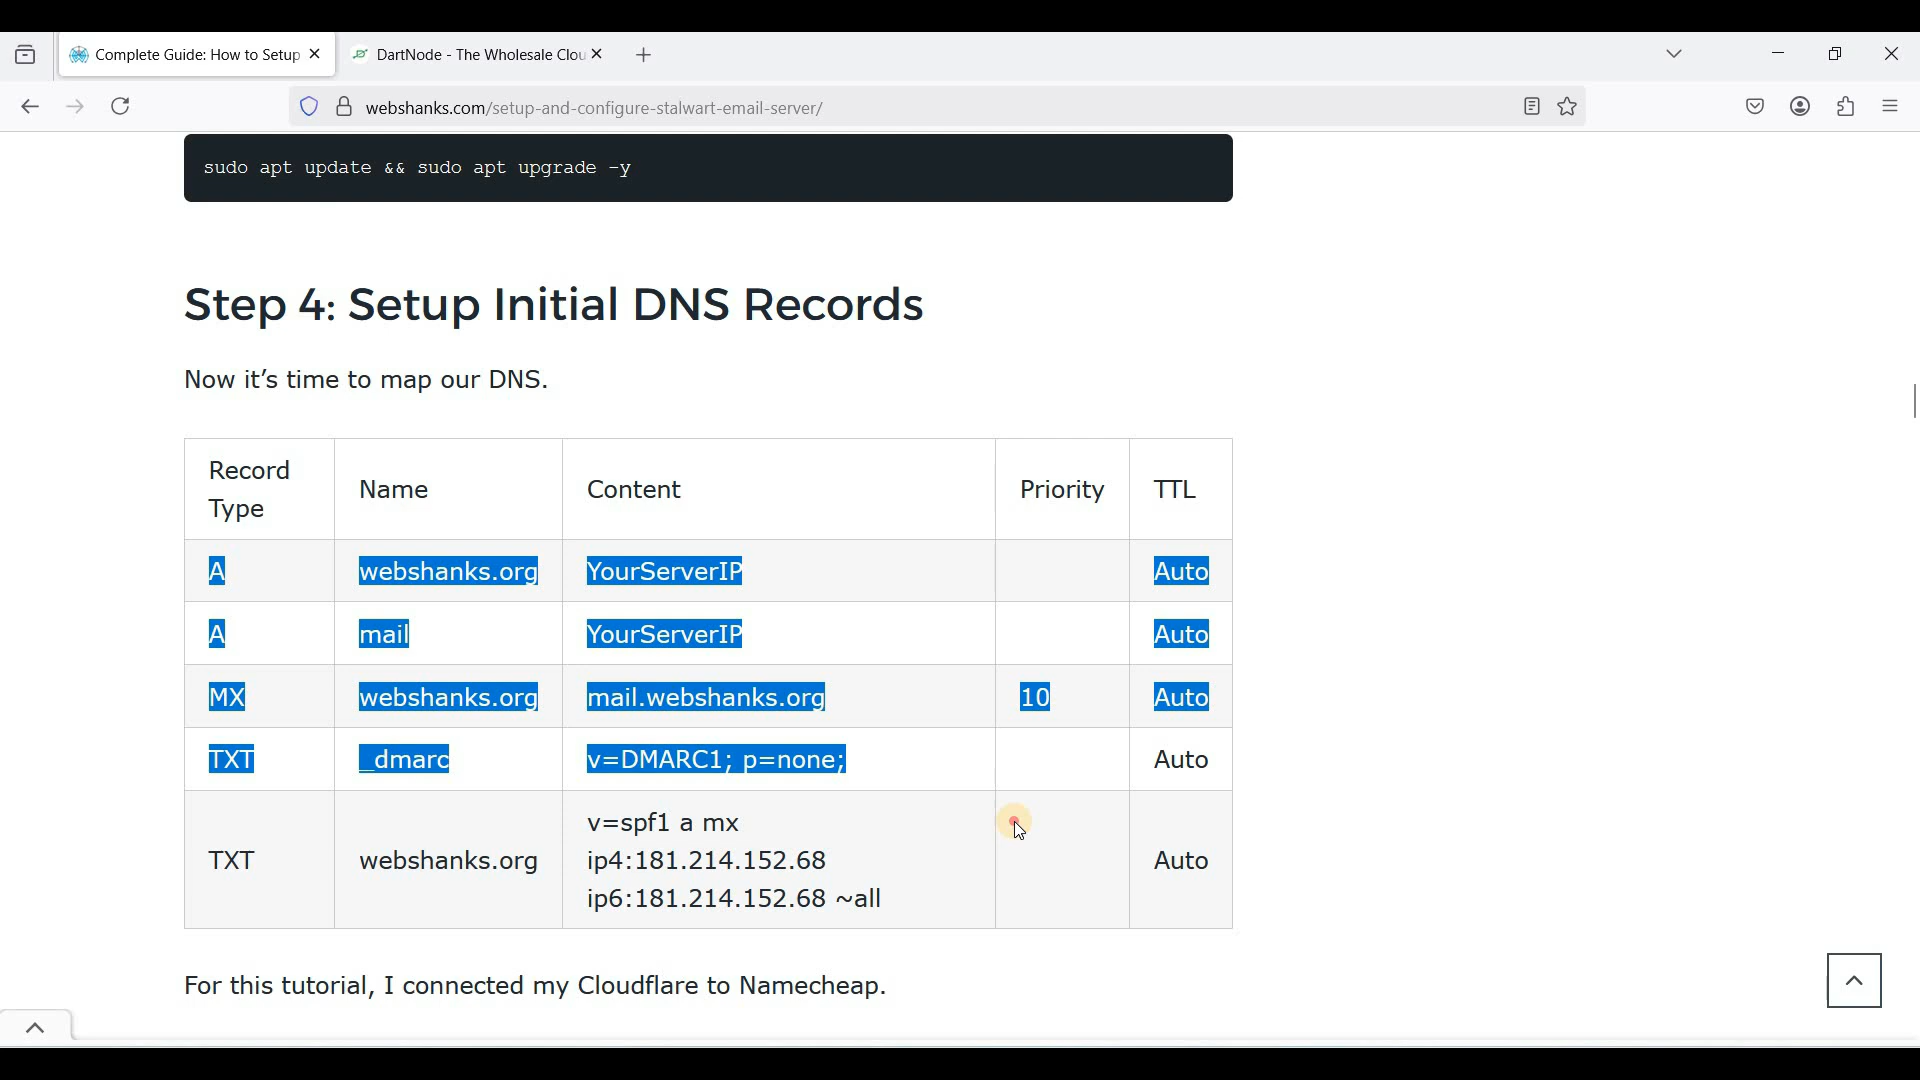 Complete Guide: How to Setup
DartNode - The Wholesale Clou
webshanks.com/setup-and-configure-stalwart-email-server/
sudo apt update && sudo apt upgrade -y
Step 4: Setup Initial DNS Records
Now it’s time to map our DNS.
Record Type Name Content Priority TTL
A webshanks.org YourServerIP Auto
A mail YourServerIP Auto
MX webshanks.org mail.webshanks.org 10 Auto
TXT _dmarc v=DMARC1; p=none; Auto
TXT webshanks.org v=spf1 a mx
ip4:181.214.152.68
ip6:181.214.152.68 ~all Auto
For this tutorial, I connected my Cloudflare to Namecheap.